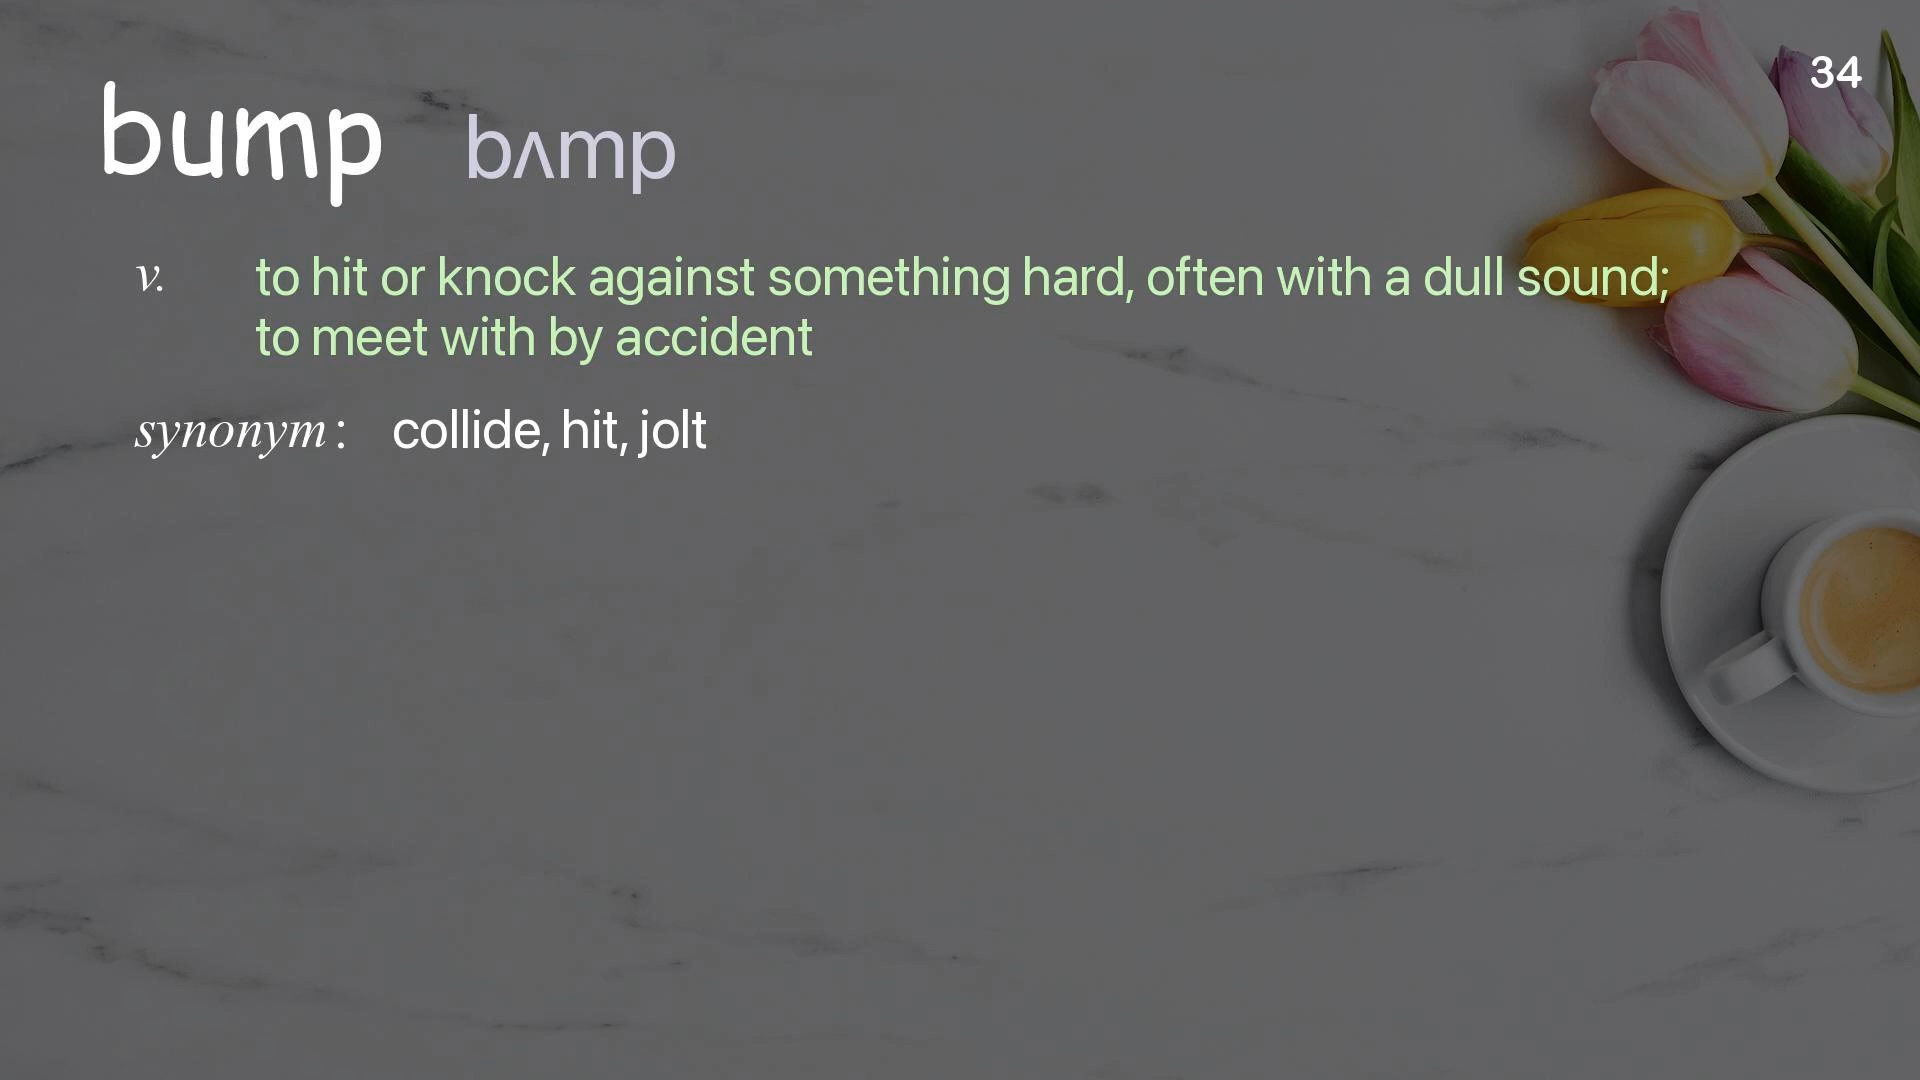 34
bump bʌmp
v. to hit or knock against something hard, often with a dull sound;
to meet with by accident
synonym : collide, hit, jolt